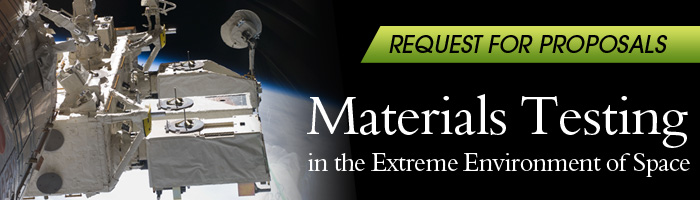 REQUEST FOR PROPOSALS
Materials Testing
in the Extreme Environment of Space